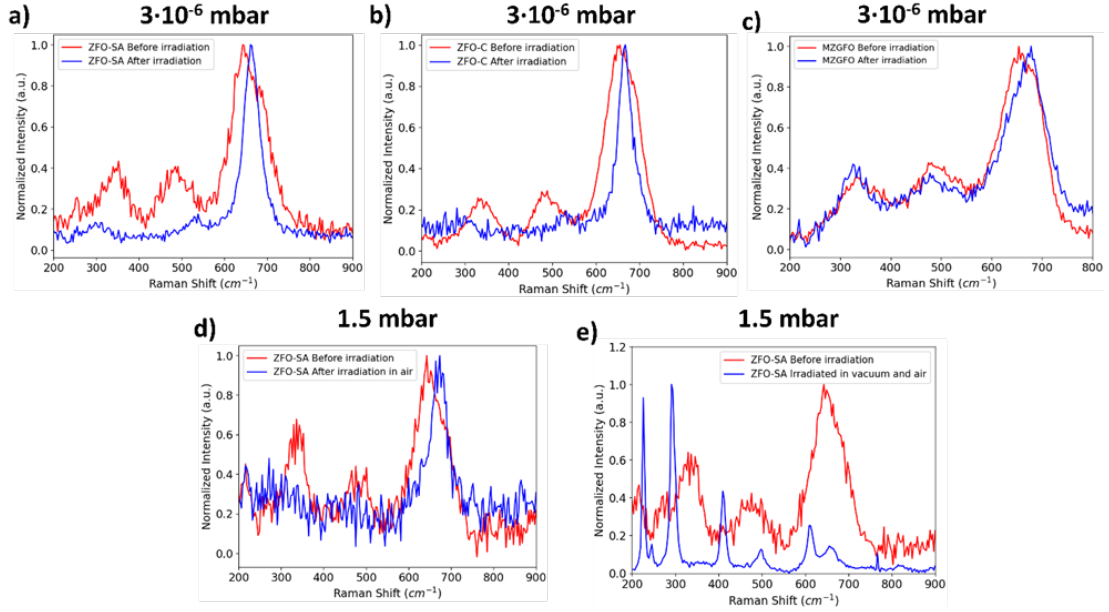 a) 3·10-6 mbar
ZFO-SA Before irradiation
ZFO-SA After irradiation
Normalized Intensity (a.u.)
1.0
0.8
0.6
0.4
0.2
0.0
200 300 400 500 600 700 800 900
Raman Shift (cm⁻¹)
b) 3·10-6 mbar
ZFO-C Before irradiation
ZFO-C After irradiation
Normalized Intensity (a.u.)
1.0
0.8
0.6
0.4
0.2
0.0
200 300 400 500 600 700 800 900
Raman Shift (cm⁻¹)
c) 3·10-6 mbar
MZGFO Before irradiation
MZGFO After irradiation
Normalized Intensity (a.u.)
1.0
0.8
0.6
0.4
0.2
0.0
200 300 400 500 600 700 800
Raman Shift (cm⁻¹)
d) 1.5 mbar
ZFO-SA Before irradiation
ZFO-SA After irradiation in air
Normalized Intensity (a.u.)
1.0
0.8
0.6
0.4
0.2
0.0
200 300 400 500 600 700 800 900
Raman Shift (cm⁻¹)
e) 1.5 mbar
ZFO-SA Before irradiation
ZFO-SA Irradiated in vacuum and air
Normalized Intensity (a.u.)
1.2
1.0
0.8
0.6
0.4
0.2
0.0
200 300 400 500 600 700 800 900
Raman Shift (cm⁻¹)